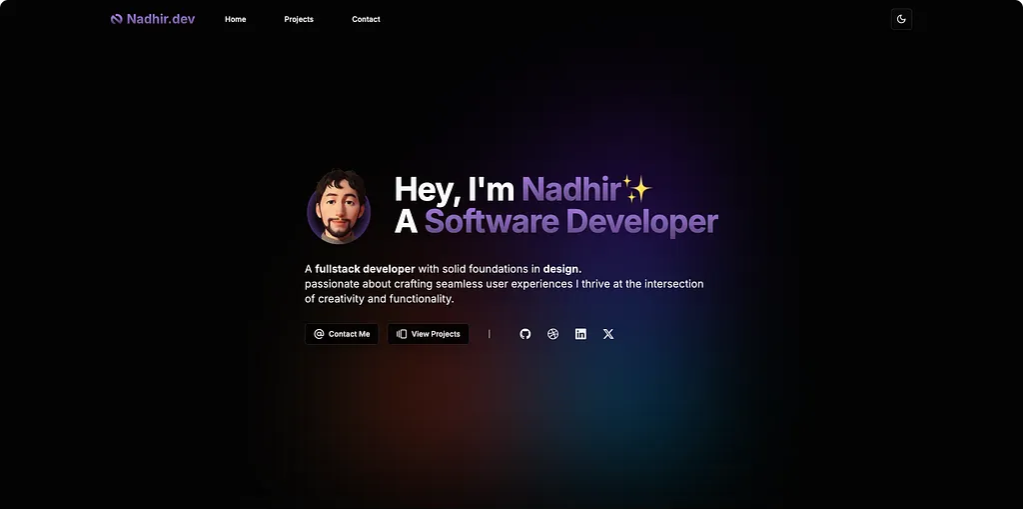 Nadhir.dev Home Projects Contact
Hey, I'm Nadhir✨
A Software Developer
A fullstack developer with solid foundations in design.
passionate about crafting seamless user experiences I thrive at the intersection
of creativity and functionality.
Contact Me View Projects |